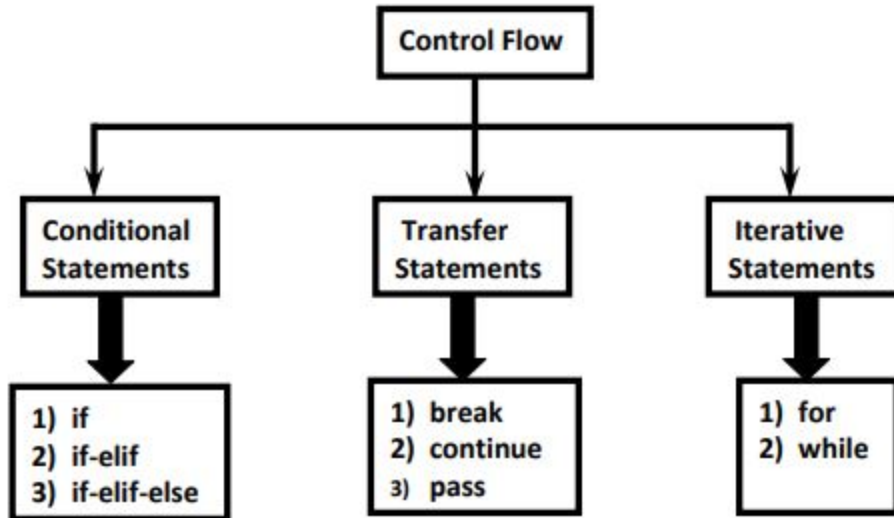 Control Flow
Conditional
Statements
Transfer
Statements
Iterative
Statements
1) if
2) if-elif
3) if-elif-else
1) break
2) continue
3) pass
1) for
2) while